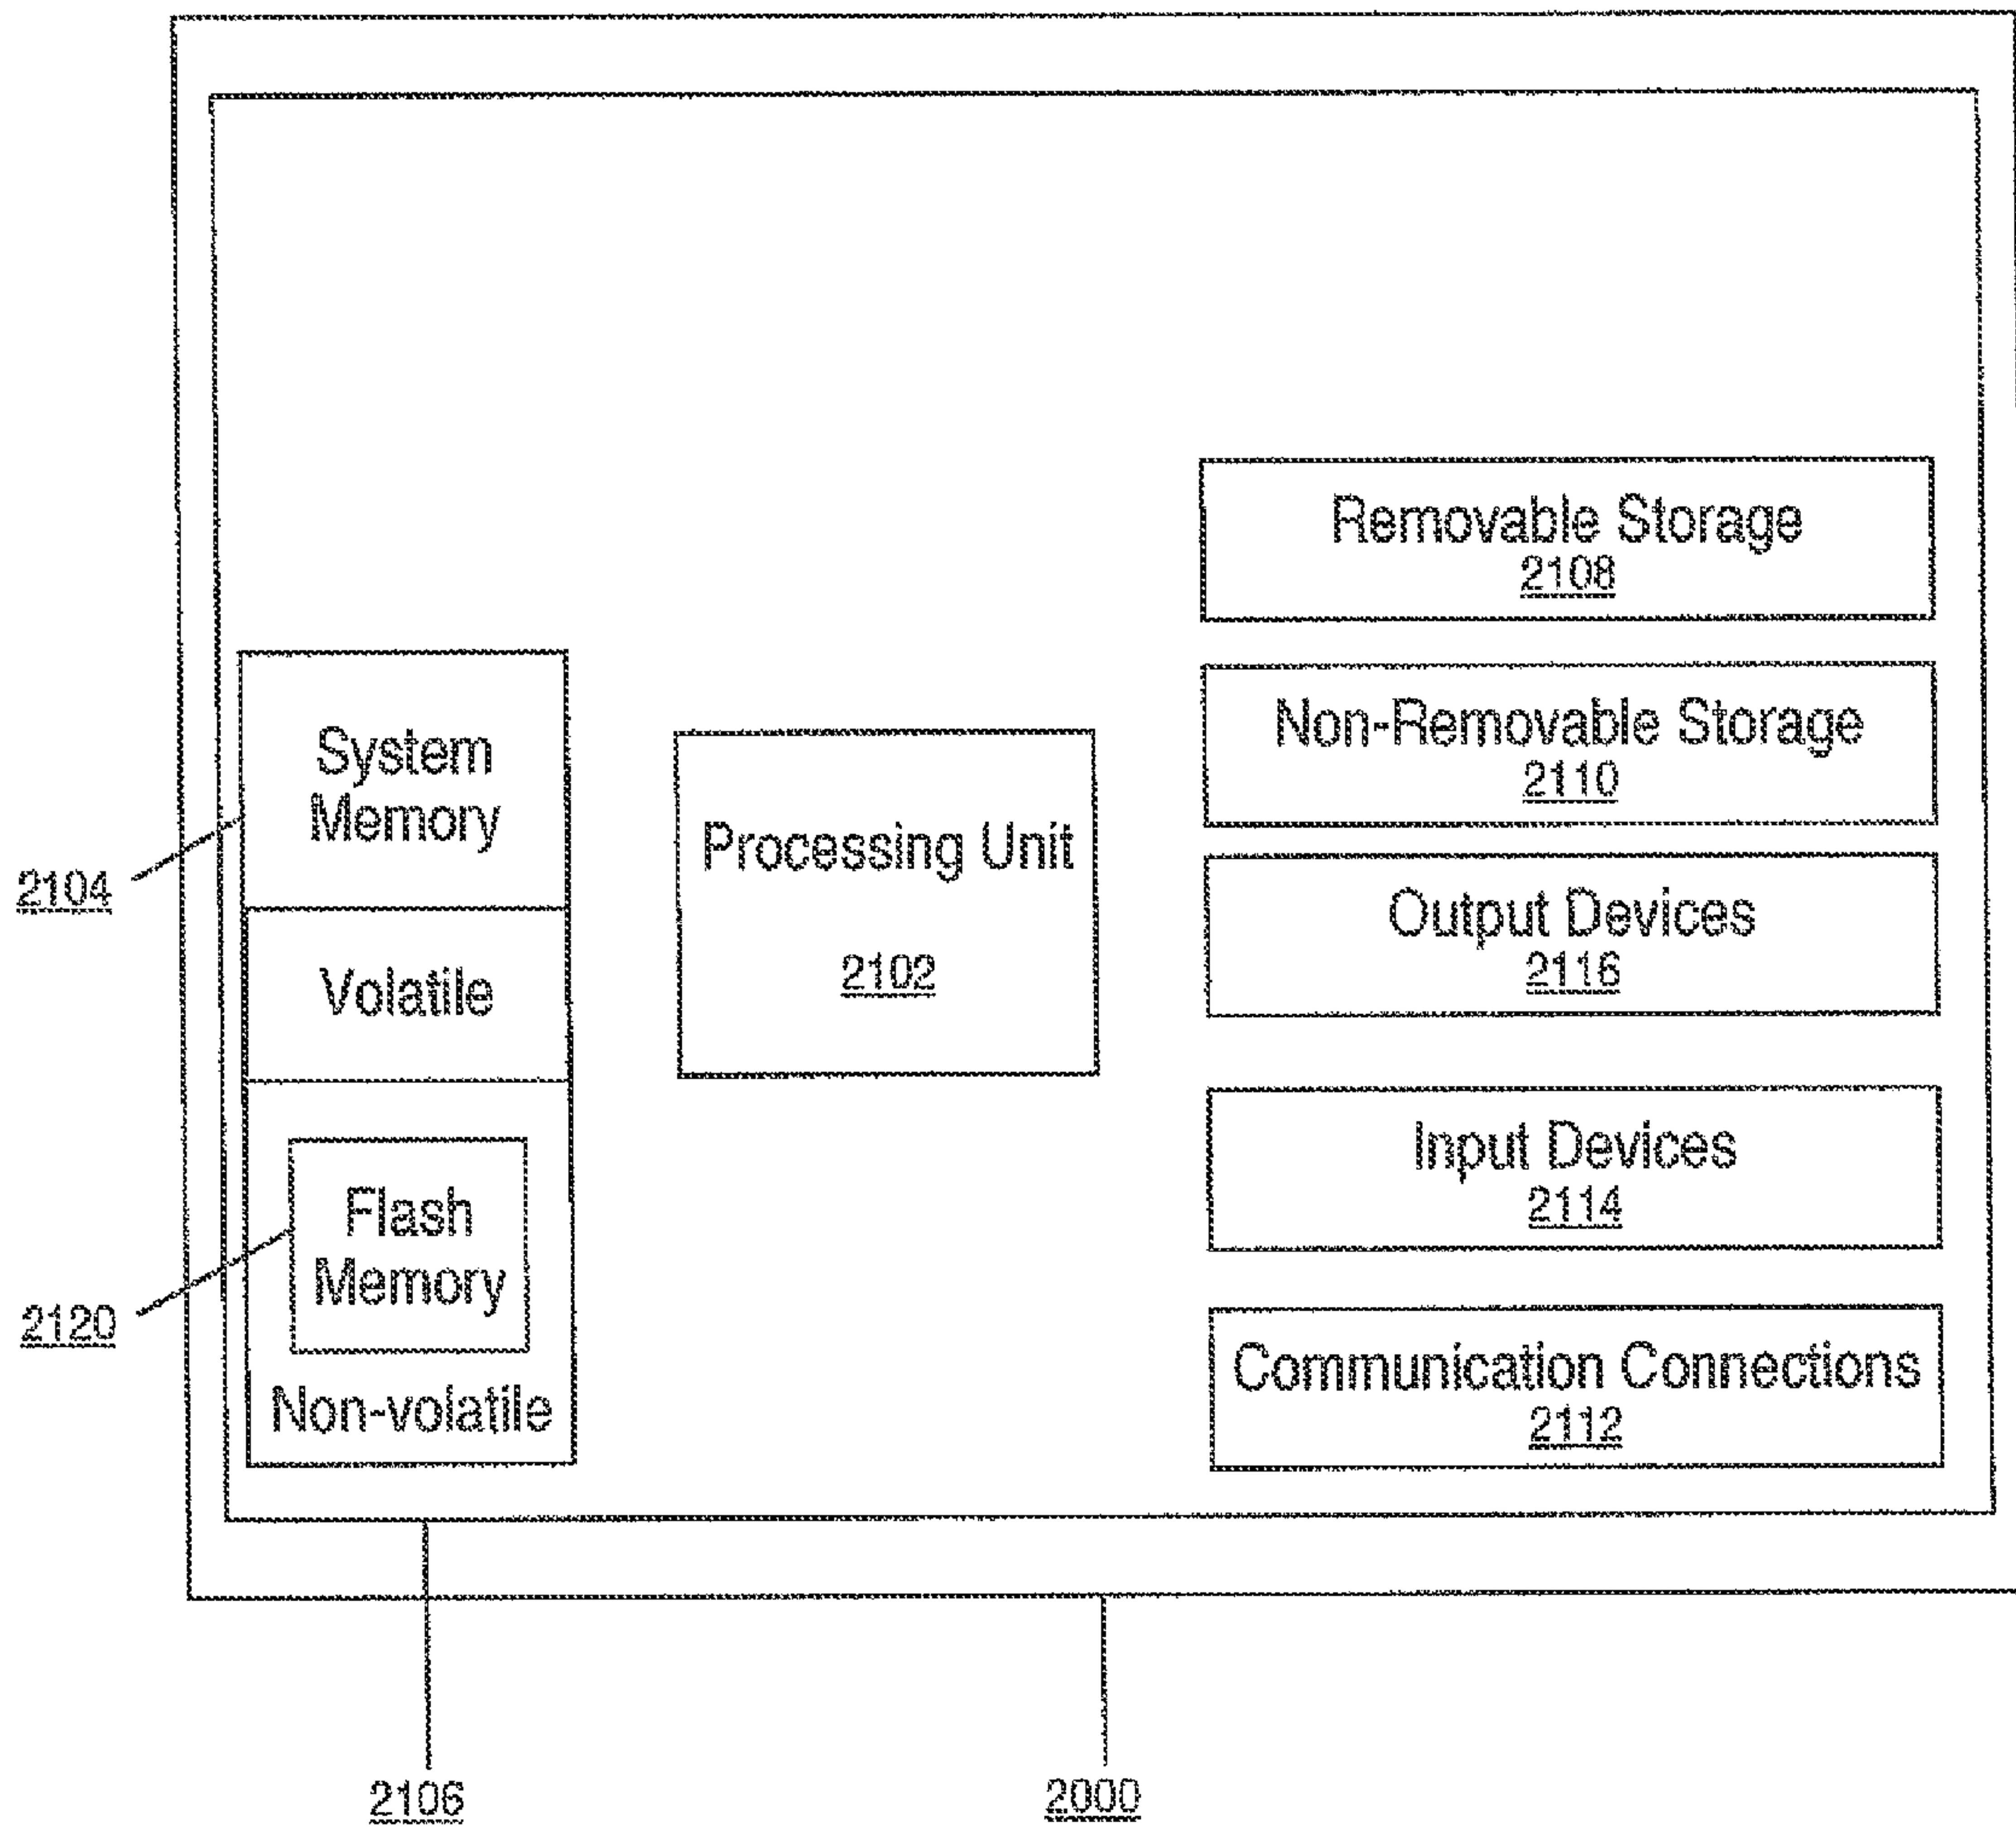 Removable Storage
2108
Non-Removable Storage
2110
System
Memory
2104
Processing Unit
2102
Output Devices
2116
Volatile
Input Devices
2114
Flash
Memory
2120
Non-volatile
Communication Connections
2112
2106
2000